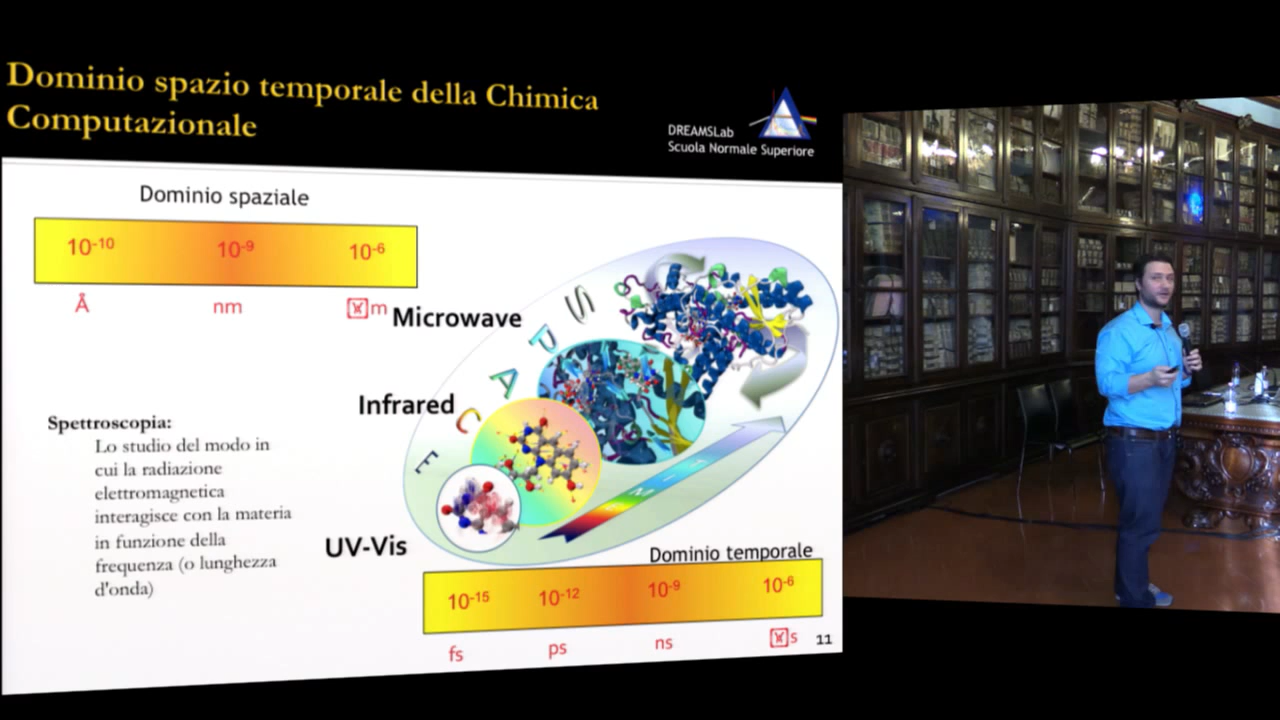 Dominio spazio temporale della Chimica
Computazionale
DREAMSLab
Scuola Normale Superiore
Dominio spaziale
10⁻¹⁰ 10⁻⁹ 10⁻⁶
Å nm m
Microwave
Infrared
UV-Vis
SPACE
TIME
Spettroscopia:
Lo studio del modo in
cui la radiazione
elettromagnetica
interagisce con la materia
in funzione della
frequenza (o lunghezza
d'onda)
Dominio temporale
10⁻¹⁵ 10⁻¹² 10⁻⁹ 10⁻⁶
fs ps ns s
11